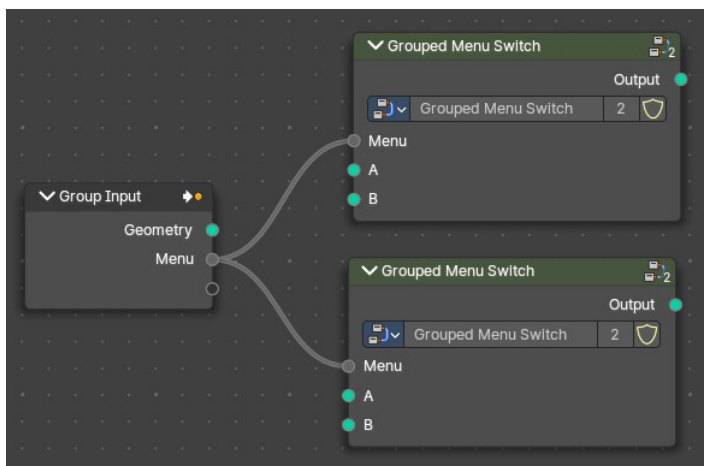 Grouped Menu Switch 2
Output
Grouped Menu Switch 2
Menu
A
B
Group Input
Geometry
Menu
Grouped Menu Switch 2
Output
Grouped Menu Switch 2
Menu
A
B